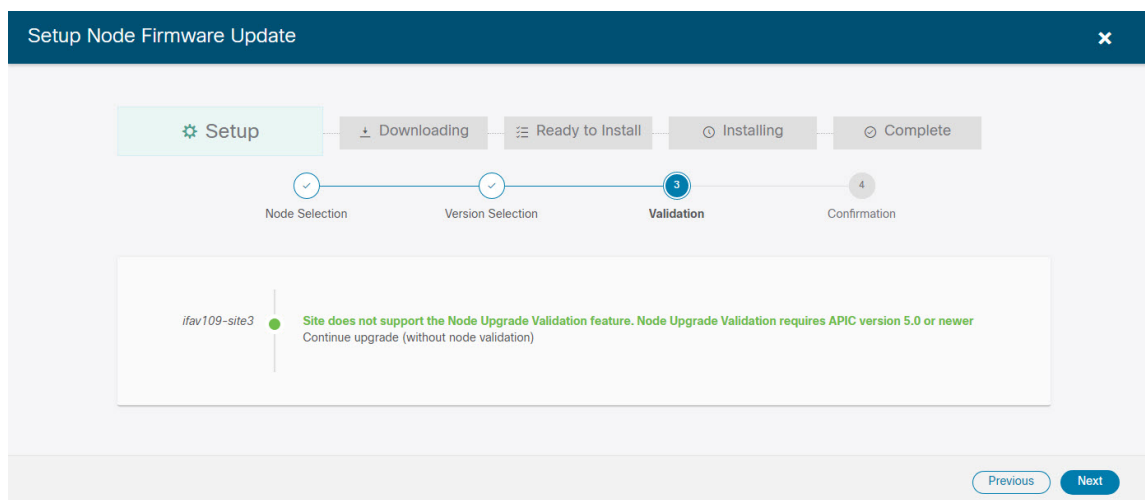 Setup Node Firmware Update
Setup
Downloading
Ready to Install
Installing
Complete
3
4
Node Selection
Version Selection
Validation
Confirmation
ifav109-site3
Site does not support the Node Upgrade Validation feature. Node Upgrade Validation requires APIC version 5.0 or newer
Continue upgrade (without node validation)
Previous
Next